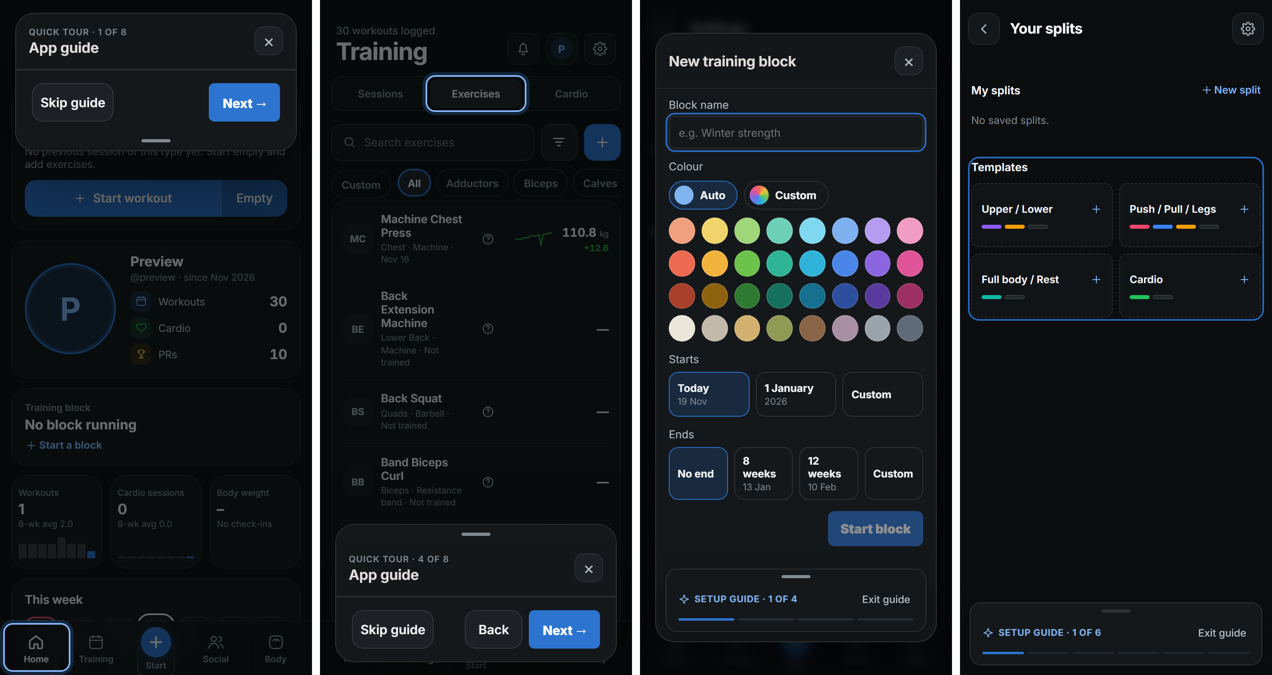 QUICK TOUR · 1 OF 8
App guide
Skip guide
Next →
No previous session of this type yet. Start empty and
add exercises.
+ Start workout
Empty
P
Preview
@preview · since Nov 2026
Workouts 30
Cardio 0
PRs 10
Training block
No block running
+ Start a block
Workouts
1
8-wk avg 2.0
Cardio sessions
0
8-wk avg 0.0
Body weight
–
No check-ins
This week
Home
Training
Start
Social
Body
30 workouts logged
Training
P
Sessions
Exercises
Cardio
Search exercises
Custom
All
Adductors
Biceps
Calves
MC
Machine Chest
Press
Chest · Machine ·
Nov 16
110.8 kg
+12.6
BE
Back
Extension
Machine
Lower Back ·
Machine · Not
trained
—
BS
Back Squat
Quads · Barbell ·
Not trained
—
BB
Band Biceps
Curl
Biceps · Resistance
band · Not trained
—
QUICK TOUR · 4 OF 8
App guide
Skip guide
Back
Next →
Start
New training block
Block name
e.g. Winter strength
Colour
Auto
Custom
Starts
Today
19 Nov
1 January
2026
Custom
Ends
No end
8
weeks
13 Jan
12
weeks
10 Feb
Custom
Start block
SETUP GUIDE · 1 OF 4
Exit guide
Your splits
My splits
+ New split
No saved splits.
Templates
Upper / Lower +
Push / Pull / Legs +
Full body / Rest +
Cardio +
SETUP GUIDE · 1 OF 6
Exit guide